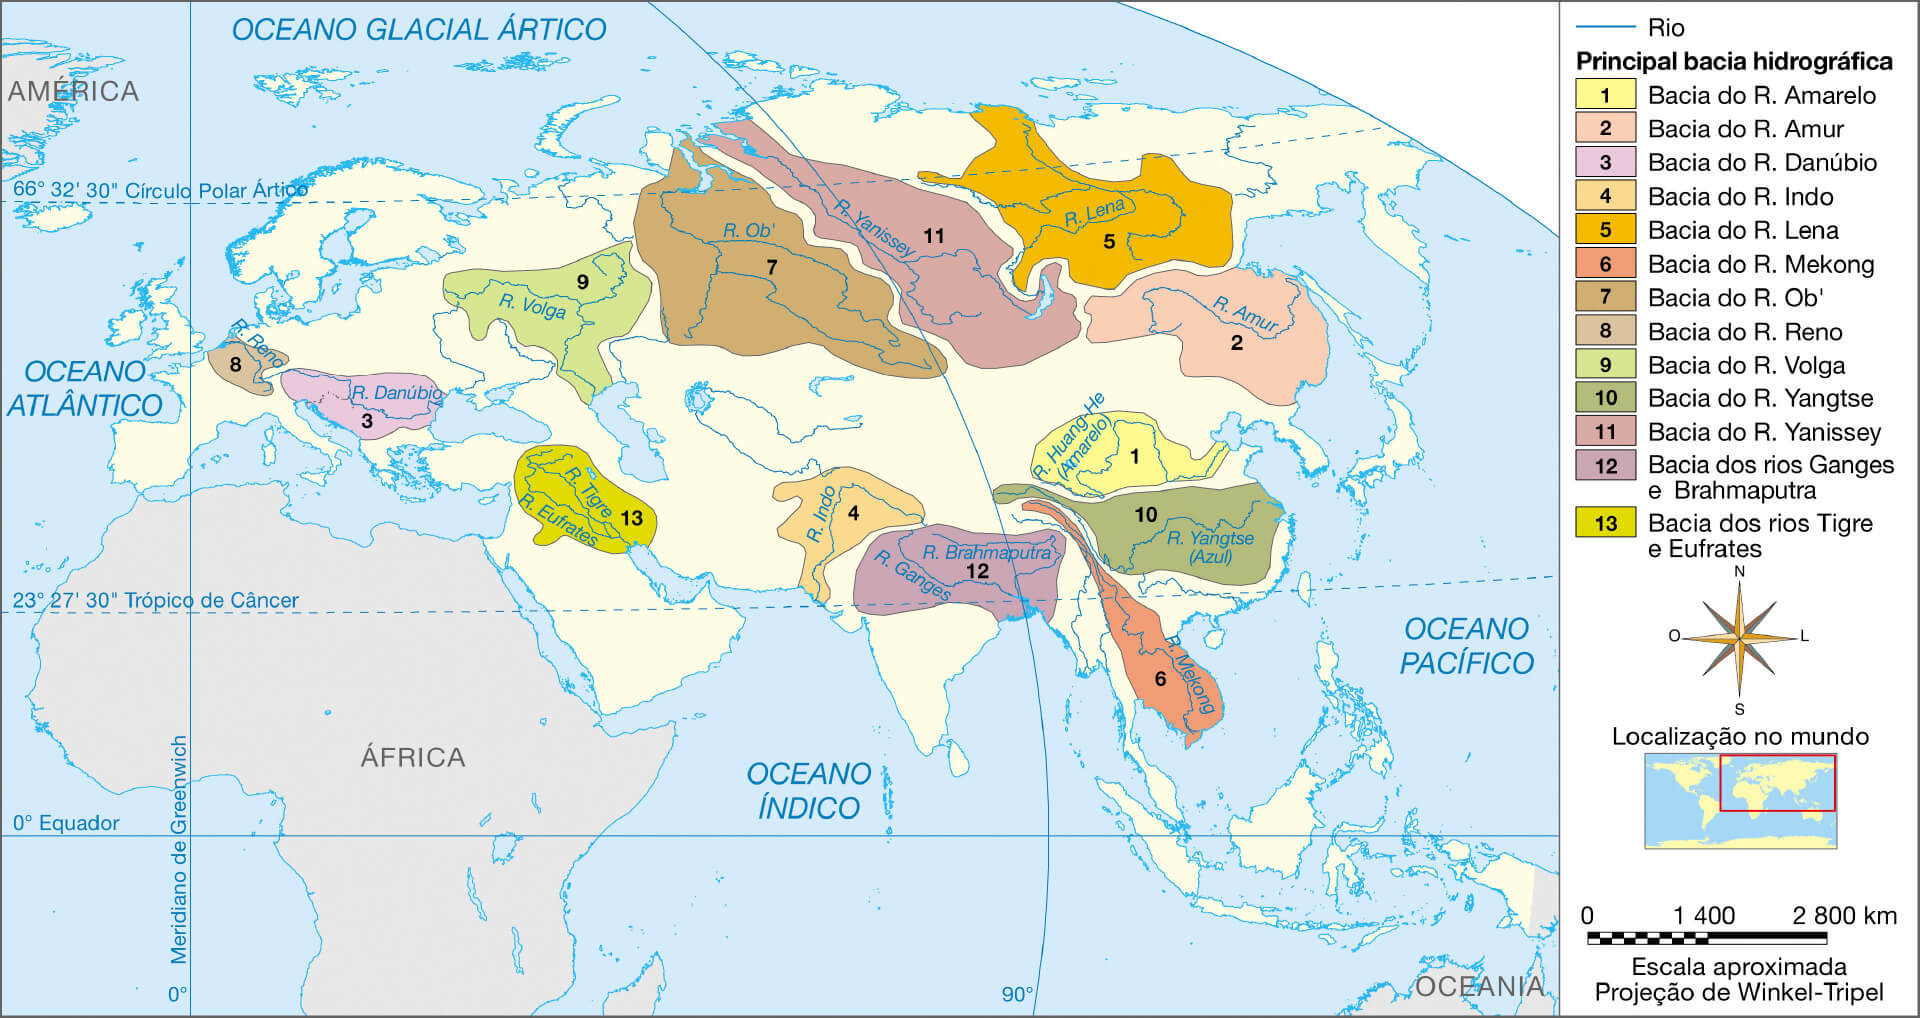 OCEANO GLACIAL ÁRTICO
AMÉRICA
66° 32' 30" Círculo Polar Ártico
OCEANO
ATLÂNTICO
R. Reno
8
R. Danúbio
3
R. Volga
9
R. Ob'
7
R. Yanissey
11
R. Lena
5
R. Amur
2
R. Huang-He
(Amarelo)
1
R. Tigre
R. Eufrates
13
R. Indo
4
R. Brahmaputra
R. Ganges
12
10
R. Yangtse
(Azul)
R. Mekong
6
23° 27' 30" Trópico de Câncer
OCEANO
PACÍFICO
ÁFRICA
OCEANO
ÍNDICO
0° Equador
Meridiano de Greenwich
0°
90°
OCEANIA
Rio
Principal bacia hidrográfica
1 Bacia do R. Amarelo
2 Bacia do R. Amur
3 Bacia do R. Danúbio
4 Bacia do R. Indo
5 Bacia do R. Lena
6 Bacia do R. Mekong
7 Bacia do R. Ob'
8 Bacia do R. Reno
9 Bacia do R. Volga
10 Bacia do R. Yangtse
11 Bacia do R. Yanissey
12 Bacia dos rios Ganges
e Brahmaputra
13 Bacia dos rios Tigre
e Eufrates
N
O L
S
Localização no mundo
0 1 400 2 800 km
Escala aproximada
Projeção de Winkel-Tripel